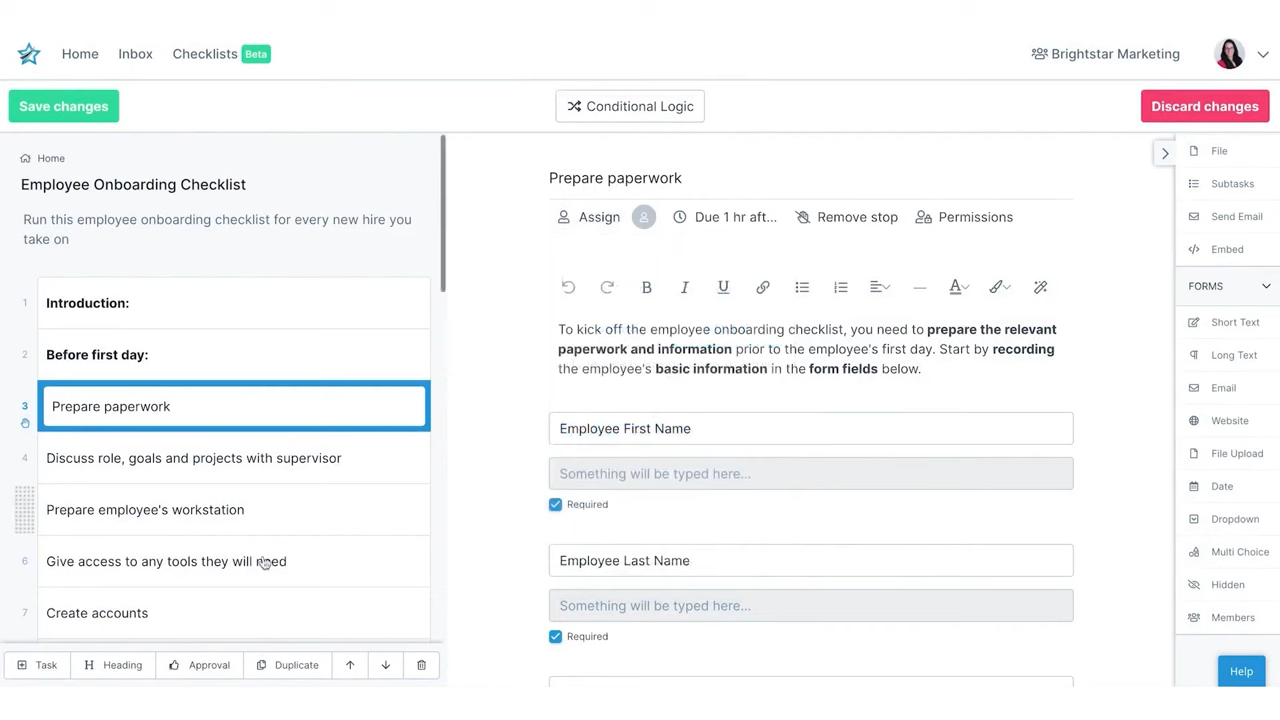 Home Inbox Checklists Beta Brightstar Marketing
Save changes Conditional Logic Discard changes
Home
Employee Onboarding Checklist
Run this employee onboarding checklist for every new hire you
take on
1 Introduction:
2 Before first day:
3 Prepare paperwork
4 Discuss role, goals and projects with supervisor
Prepare employee's workstation
6 Give access to any tools they will need
7 Create accounts
Task Heading Approval Duplicate
Prepare paperwork
Assign Due 1 hr aft... Remove stop Permissions
To kick off the employee onboarding checklist, you need to prepare the relevant
paperwork and information prior to the employee's first day. Start by recording
the employee's basic information in the form fields below.
Employee First Name
Something will be typed here...
Required
Employee Last Name
Something will be typed here...
Required
File
Subtasks
Send Email
Embed
FORMS
Short Text
Long Text
Email
Website
File Upload
Date
Dropdown
Multi Choice
Hidden
Members
Help